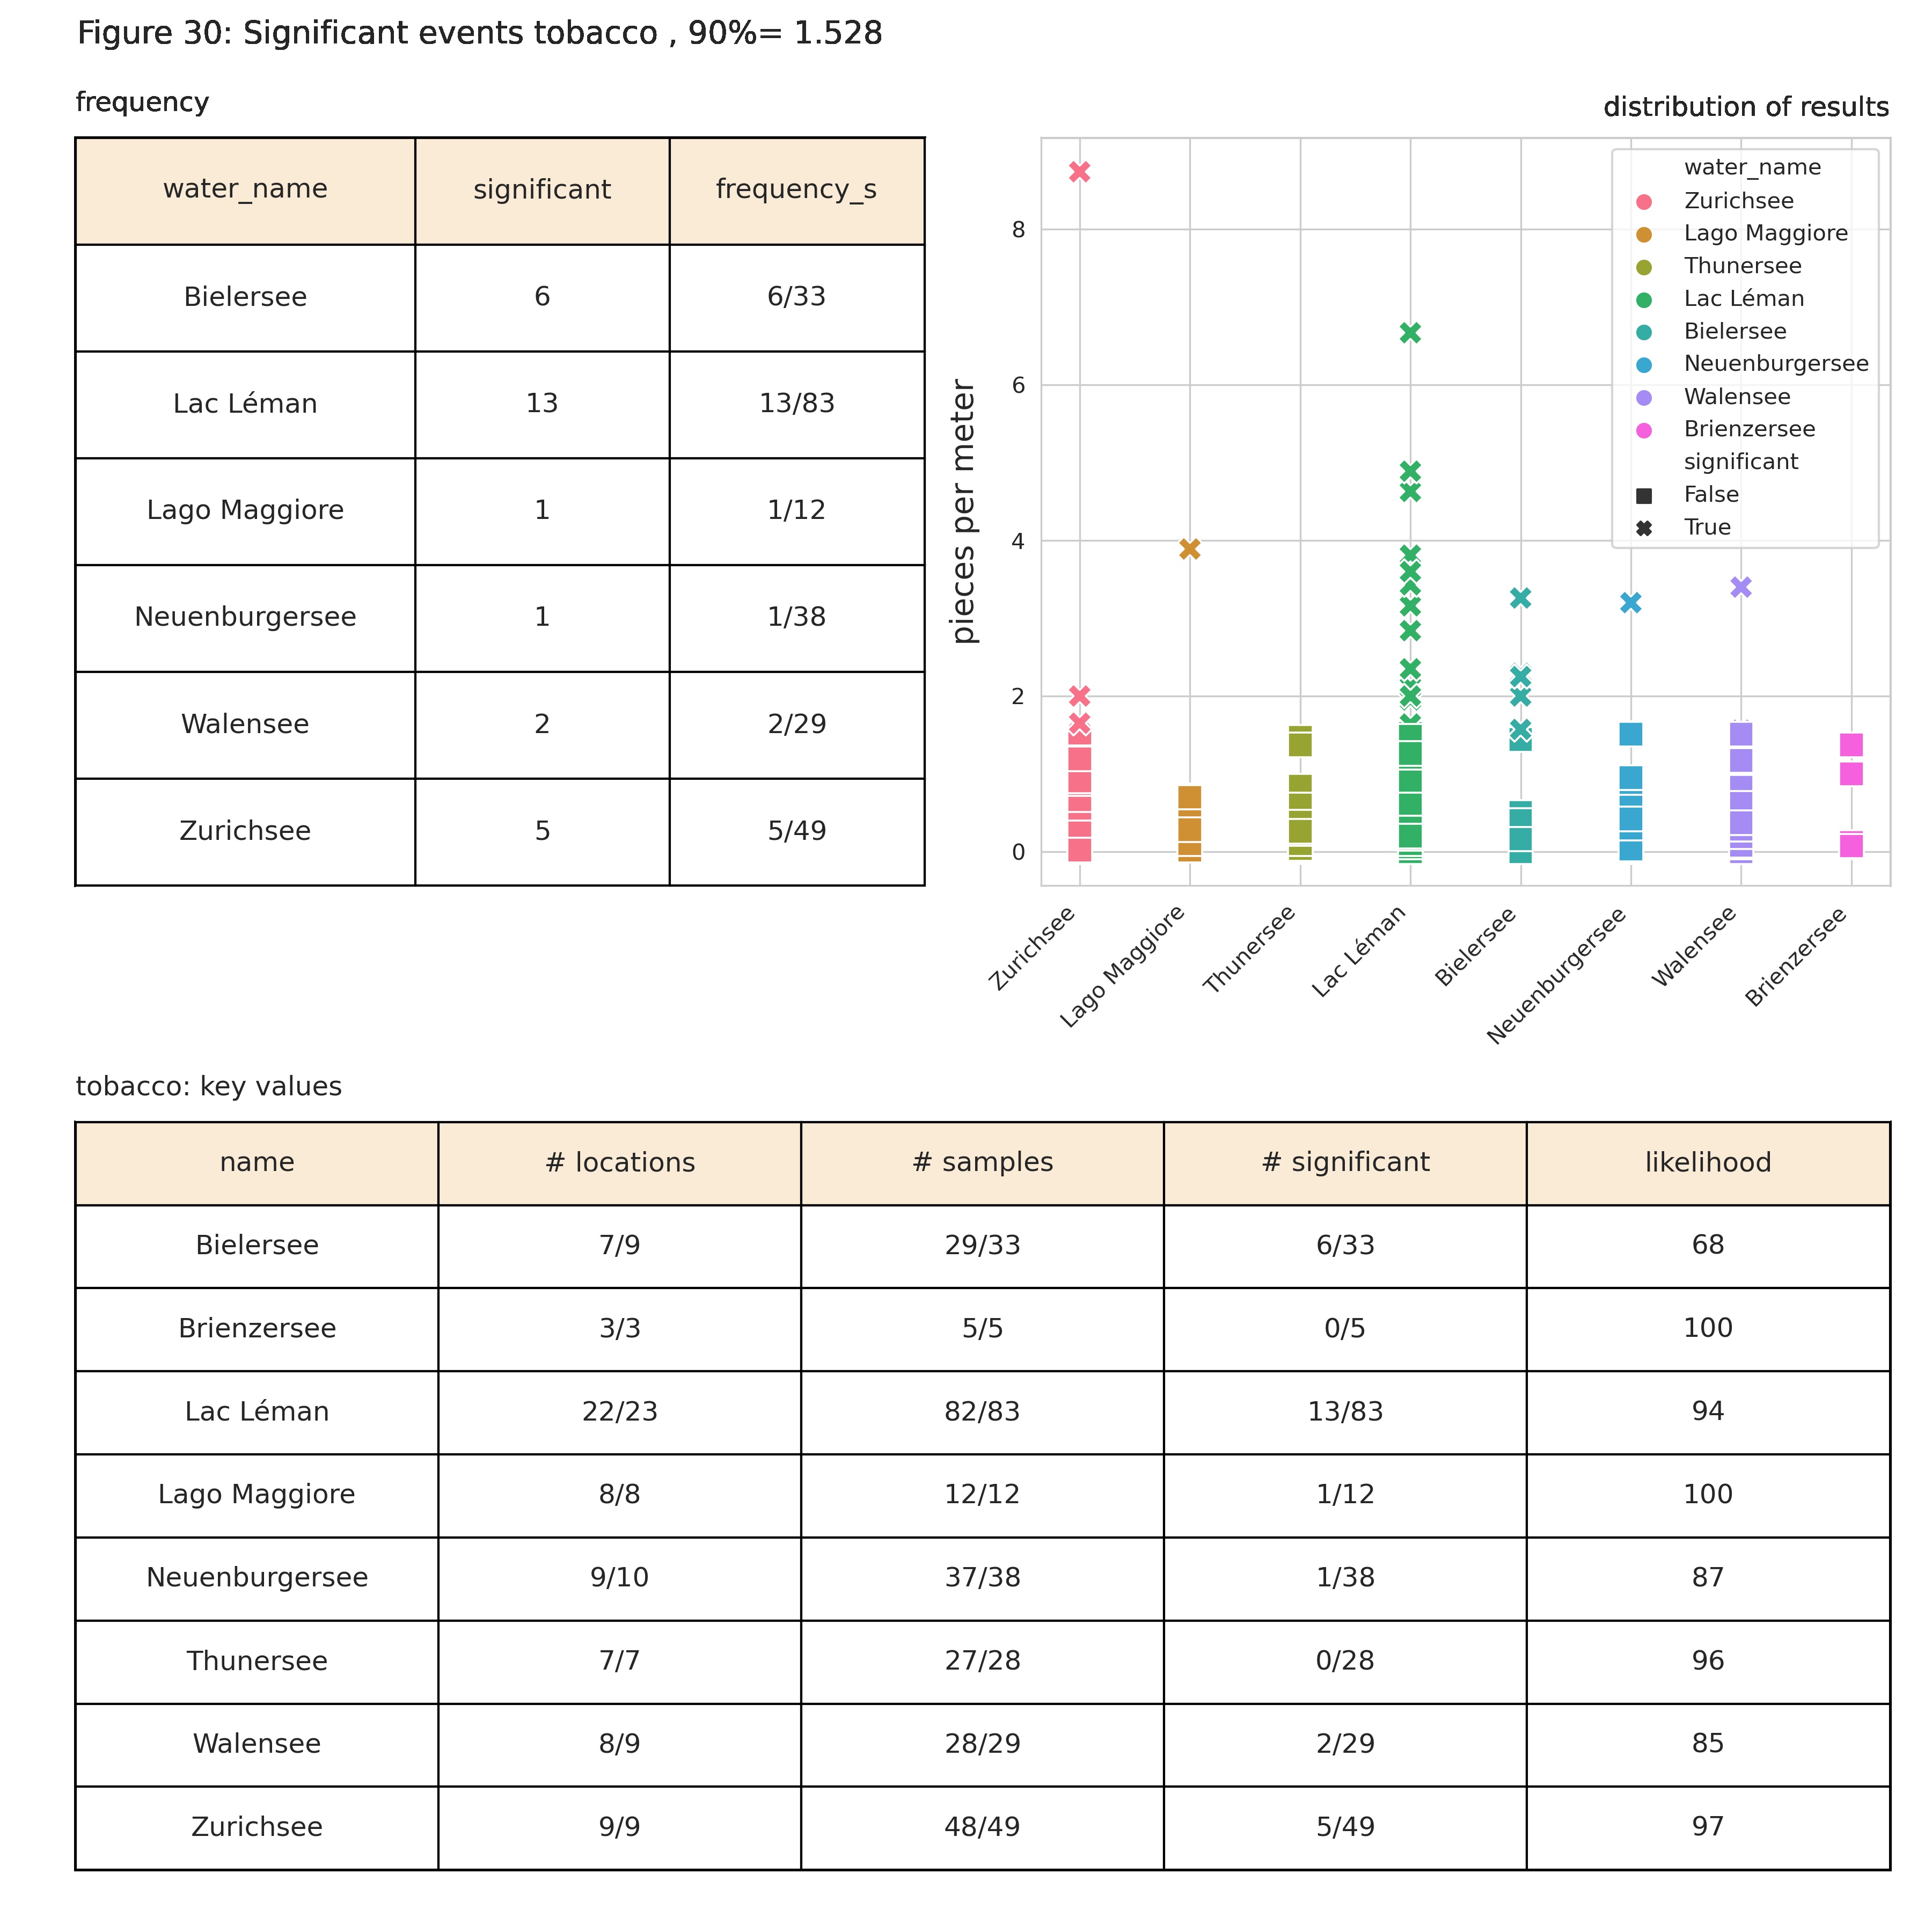 Figure 30: Significant events tobacco , 90%= 1.528
frequency
water_name significant frequency_s
Bielersee 6 6/33
Lac Léman 13 13/83
Lago Maggiore 1 1/12
Neuenburgersee 1 1/38
Walensee 2 2/29
Zurichsee 5 5/49
distribution of results
pieces per meter
8
6
4
2
0
water_name
Zurichsee
Lago Maggiore
Thunersee
Lac Léman
Bielersee
Neuenburgersee
Walensee
Brienzersee
significant
False
True
Zurichsee
Lago Maggiore
Thunersee
Lac Léman
Bielersee
Neuenburgersee
Walensee
Brienzersee
tobacco: key values
name # locations # samples # significant likelihood
Bielersee 7/9 29/33 6/33 68
Brienzersee 3/3 5/5 0/5 100
Lac Léman 22/23 82/83 13/83 94
Lago Maggiore 8/8 12/12 1/12 100
Neuenburgersee 9/10 37/38 1/38 87
Thunersee 7/7 27/28 0/28 96
Walensee 8/9 28/29 2/29 85
Zurichsee 9/9 48/49 5/49 97